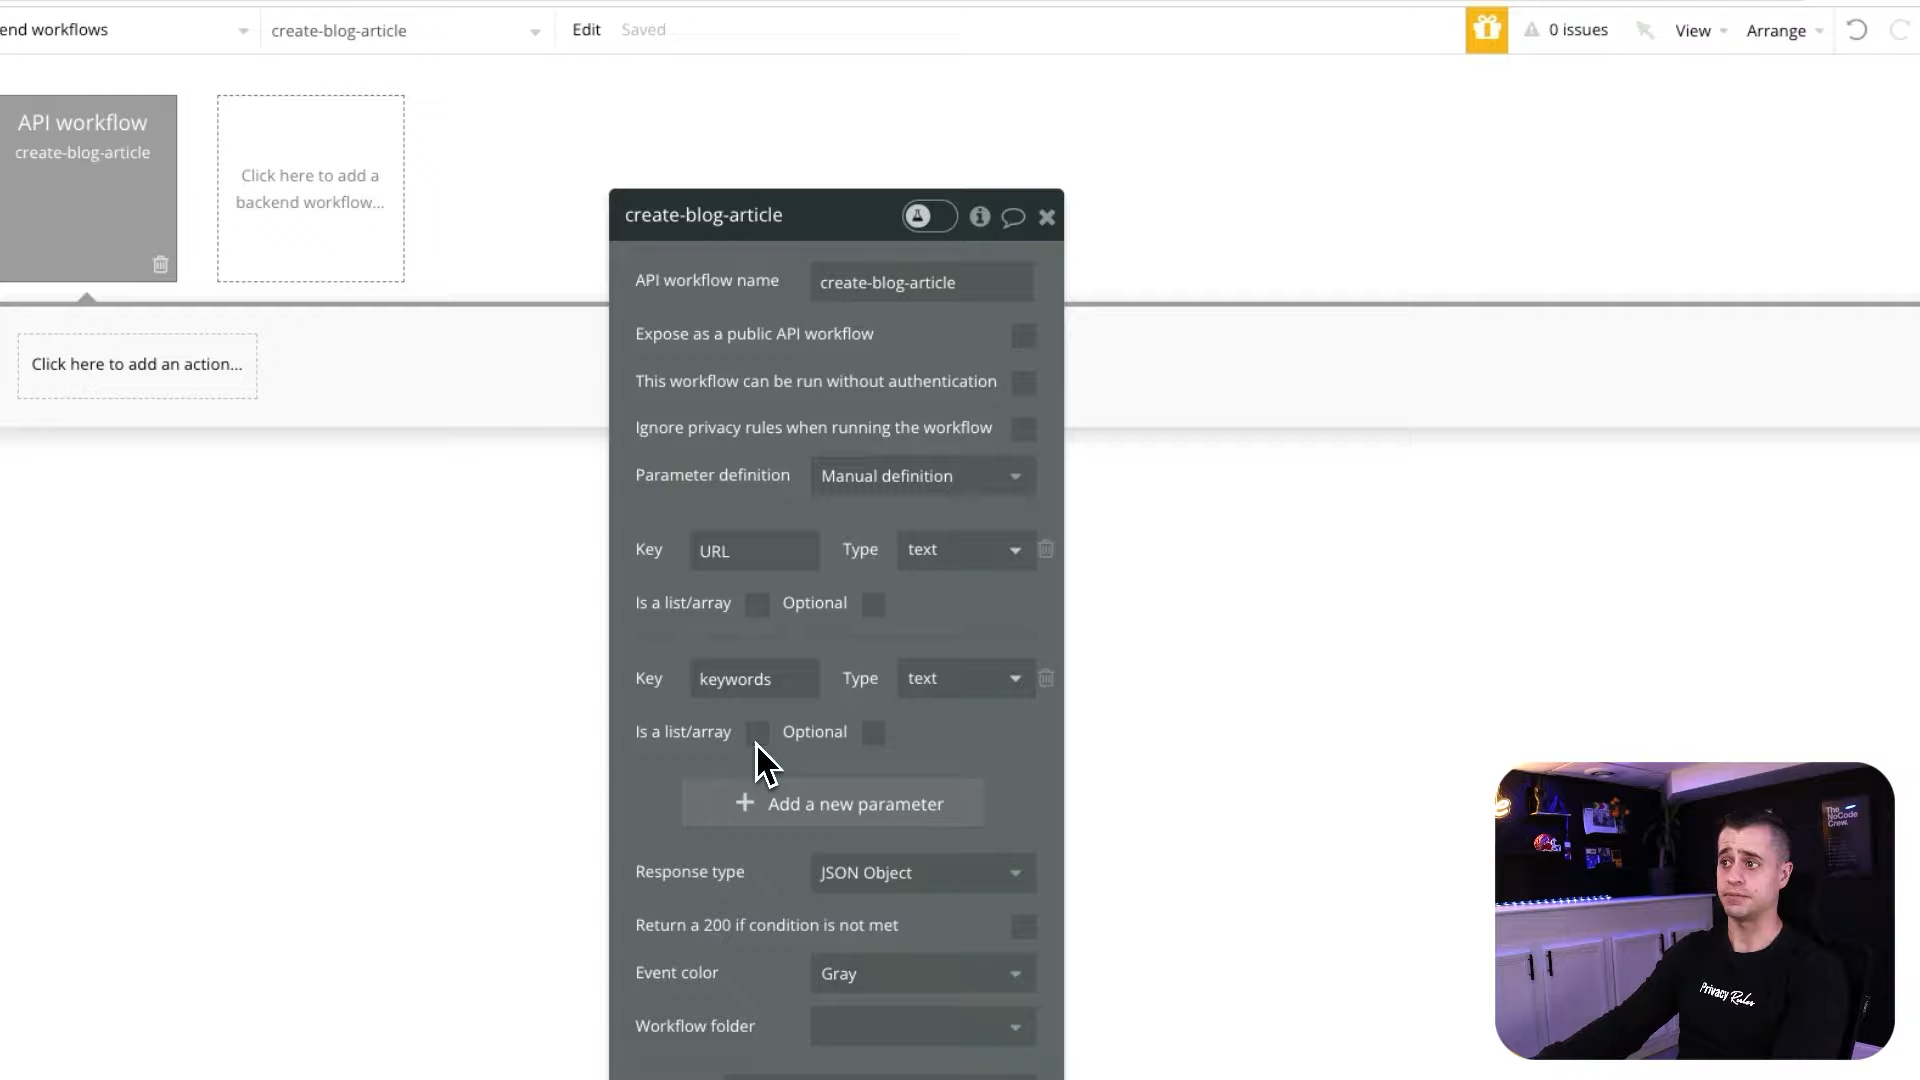 end workflows
create-blog-article
Edit
Saved
0 issues
View
Arrange
API workflow
create-blog-article
Click here to add a
backend workflow...
Click here to add an action...
create-blog-article
API workflow name
create-blog-article
Expose as a public API workflow
This workflow can be run without authentication
Ignore privacy rules when running the workflow
Parameter definition
Manual definition
Key
URL
Type
text
Is a list/array
Optional
Key
keywords
Type
text
Is a list/array
Optional
+ Add a new parameter
Response type
JSON Object
Return a 200 if condition is not met
Event color
Gray
Workflow folder
The
NoCode
Crew.
Privacy Rules